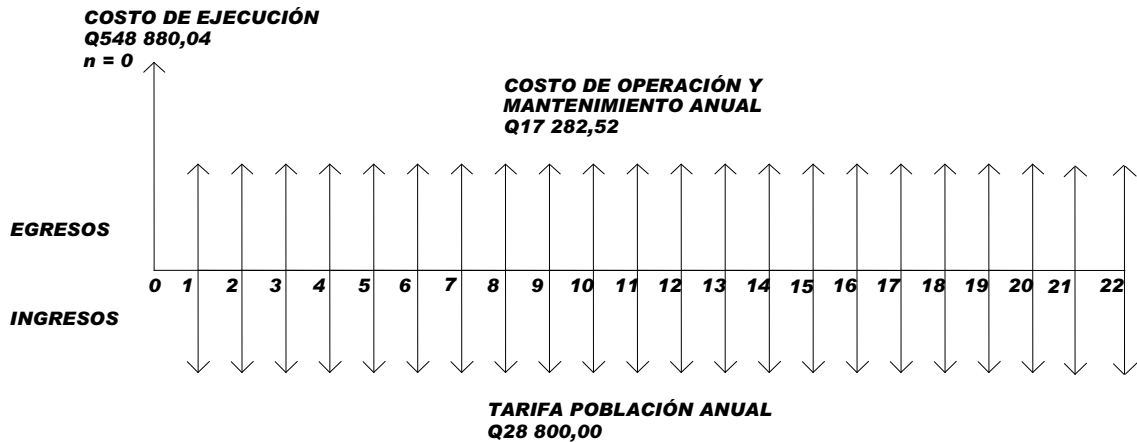 COSTO DE EJECUCIÓN
Q548 880,04
n = 0
COSTO DE OPERACIÓN Y
MANTENIMIENTO ANUAL
Q17 282,52
EGRESOS
0 1 2 3 4 5 6 7 8 9 10 11 12 13 14 15 16 17 18 19 20 21 22
INGRESOS
TARIFA POBLACIÓN ANUAL
Q28 800,00